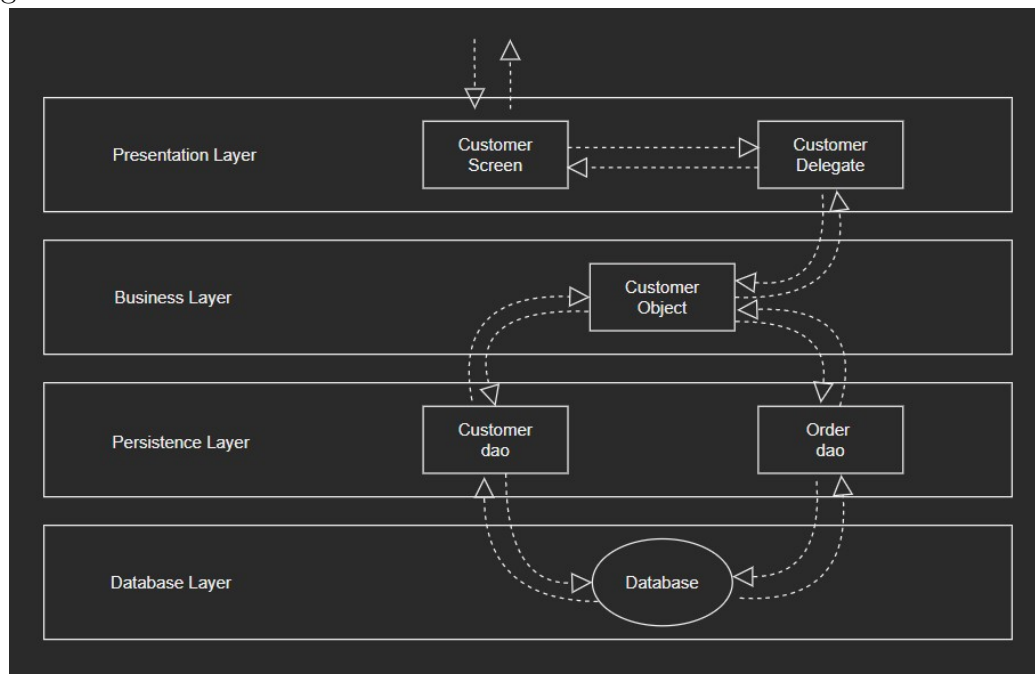 Presentation Layer
Customer
Screen
Customer
Delegate
Business Layer
Customer
Object
Persistence Layer
Customer
dao
Order
dao
Database Layer
Database